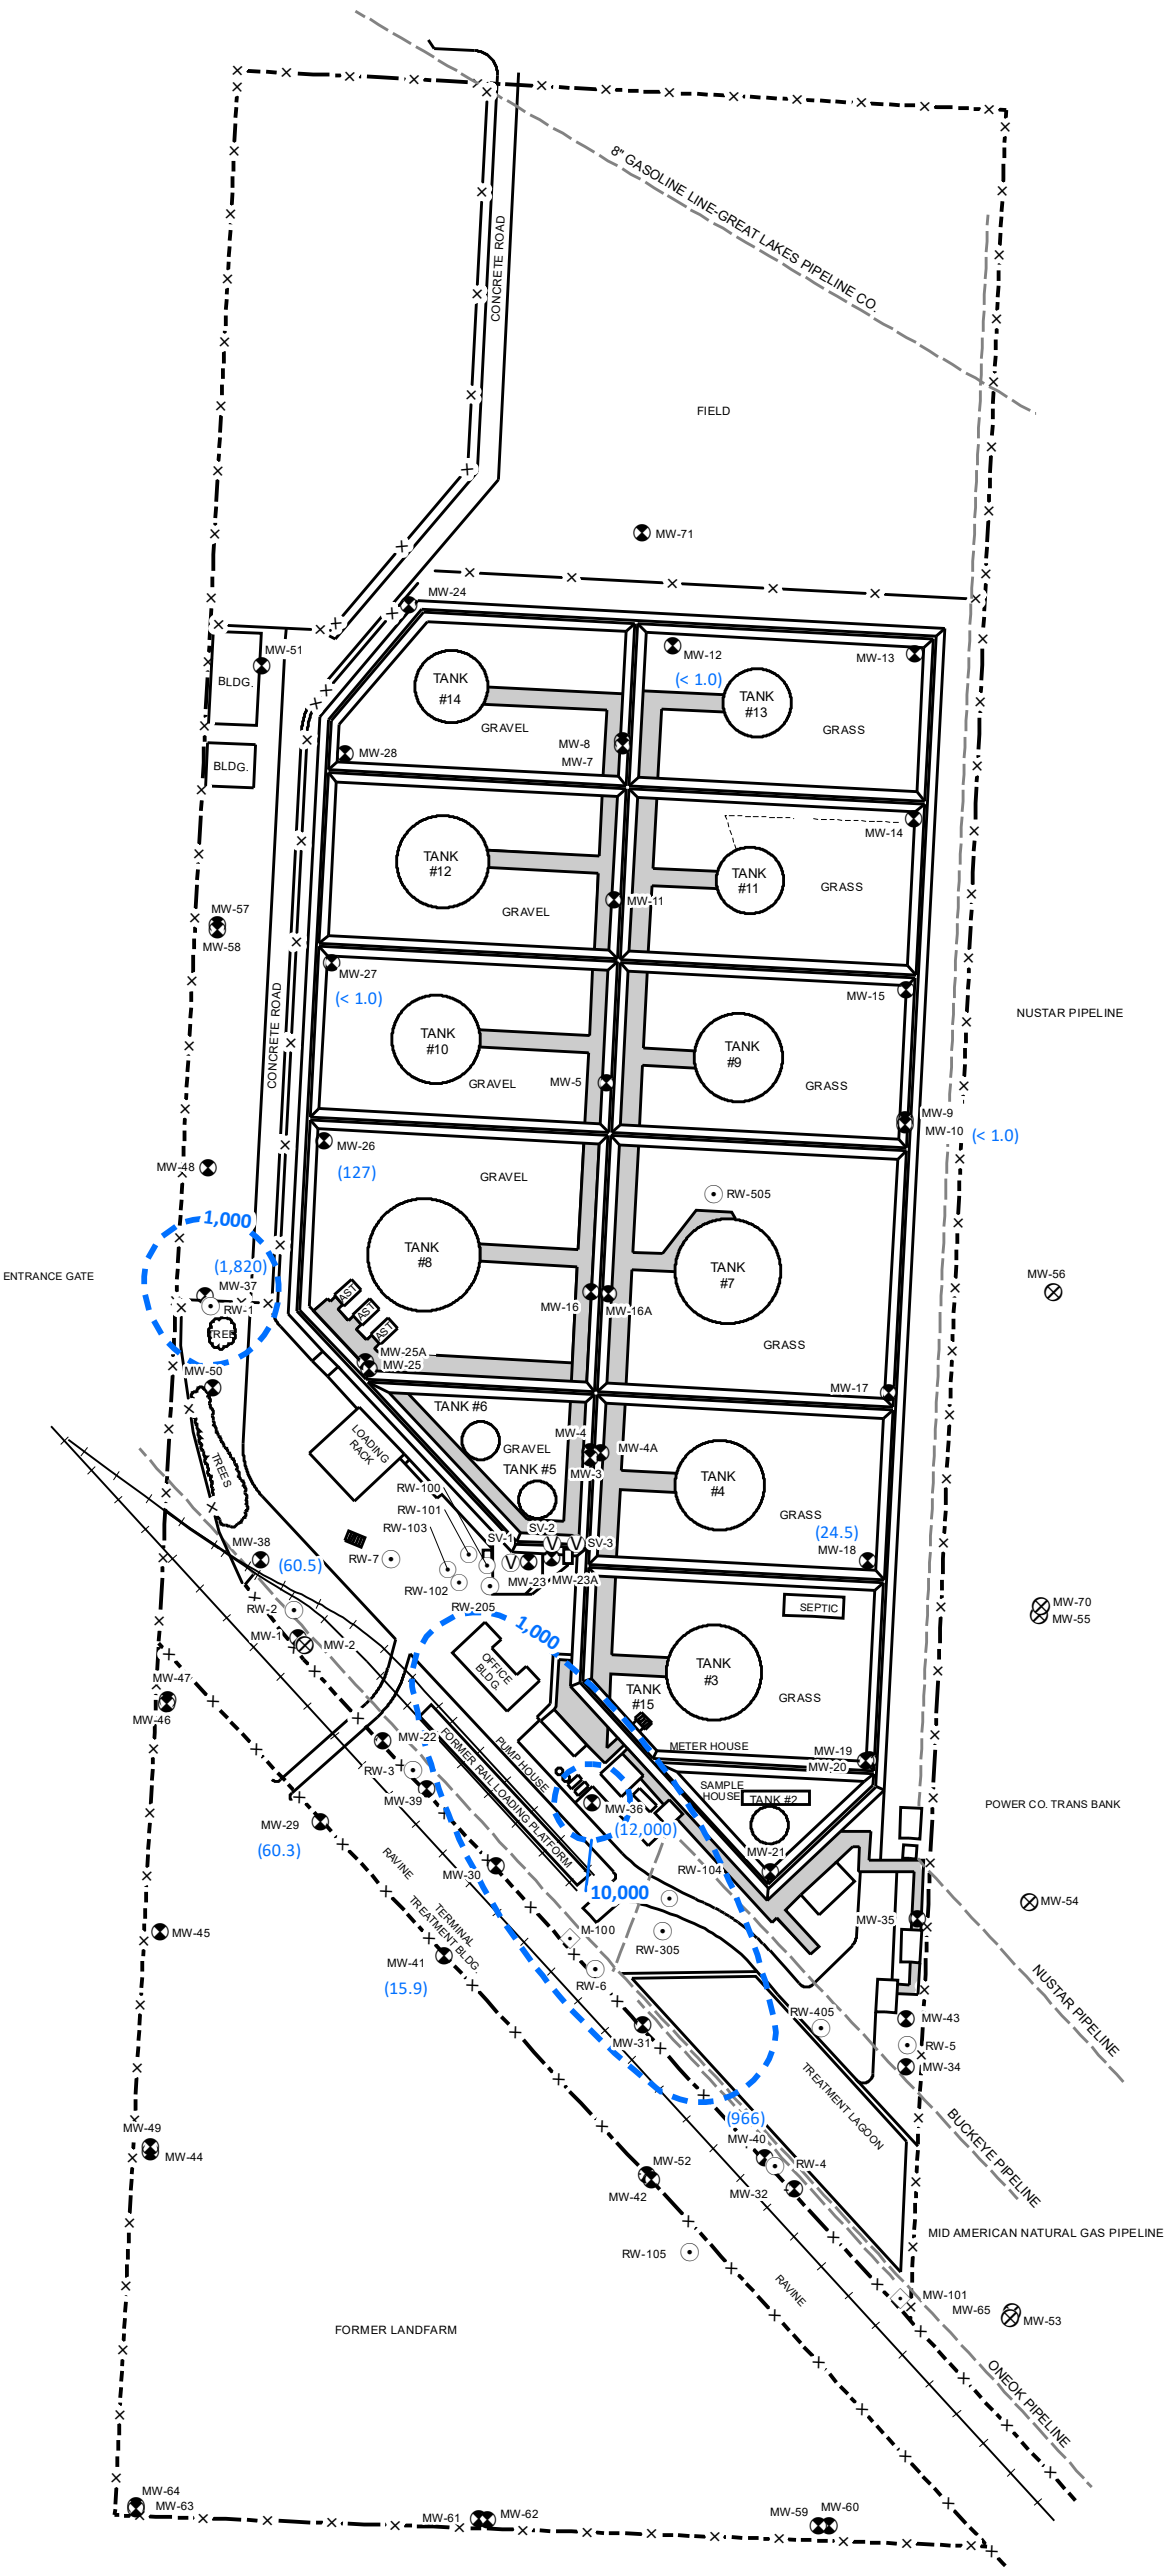 8" GASOLINE LINE-GREAT LAKES PIPELINE CO.
CONCRETE ROAD
FIELD
MW-71
MW-24
MW-51
BLDG.
MW-12
(< 1.0)
MW-13
TANK
#14
TANK
#13
GRAVEL
GRASS
MW-8
MW-7
MW-28
BLDG.
MW-14
TANK
#12
TANK
#11
GRASS
MW-11
GRAVEL
MW-57
MW-58
MW-27
(< 1.0)
MW-15
NUSTAR PIPELINE
CONCRETE ROAD
TANK
#10
TANK
#9
GRAVEL
MW-5
GRASS
MW-9
MW-10
(< 1.0)
MW-26
(127)
MW-48
GRAVEL
RW-505
1,000
TANK
#8
TANK
#7
(1,820)
ENTRANCE GATE
MW-37
RW-1
TREE
MW-56
AST
AST
AST
MW-16
MW-16A
GRASS
MW-25A
MW-25
MW-50
MW-17
TANK #6
LOADING
RACK
GRAVEL
MW-4
MW-4A
MW-3
TANK #5
TREES
TANK
#4
RW-100
RW-101
RW-103
GRASS
SV-1
SV-2
SV-3
V
V
V
(24.5)
MW-18
MW-38
(60.5)
RW-7
RW-102
MW-23
MW-23A
RW-205
RW-2
MW-1
MW-2
SEPTIC
MW-70
MW-55
1,000
OFFICE
BLDG.
MW-47
MW-46
TANK
#3
TANK
#15
GRASS
MW-22
PUMP HOUSE
FORMER RAIL LOADING PLATFORM
METER HOUSE
MW-19
MW-20
RW-3
MW-39
SAMPLE
HOUSE
TANK #2
MW-36
(12,000)
POWER CO. TRANS BANK
MW-29
(60.3)
RAVINE
MW-30
MW-21
RW-104
10,000
TERMINAL
TREATMENT BLDG.
MW-54
MW-45
M-100
RW-305
MW-35
MW-41
(15.9)
RW-6
NUSTAR PIPELINE
MW-31
RW-405
MW-43
RW-5
MW-34
TREATMENT LAGOON
(966)
BUCKEYE PIPELINE
MW-49
MW-44
MW-40
RW-4
MW-52
MW-42
MW-32
MID AMERICAN NATURAL GAS PIPELINE
RW-105
RAVINE
MW-101
MW-65
MW-53
FORMER LANDFARM
ONEOK PIPELINE
MW-64
MW-63
MW-61
MW-62
MW-59
MW-60